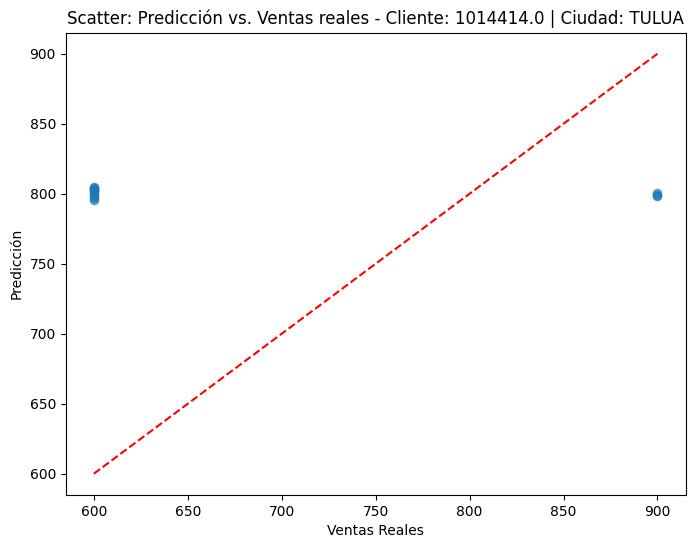 Scatter: Predicción vs. Ventas reales - Cliente: 1014414.0 | Ciudad: TULUA
900
850
800
750
700
650
600
Predicción
600 650 700 750 800 850 900
Ventas Reales